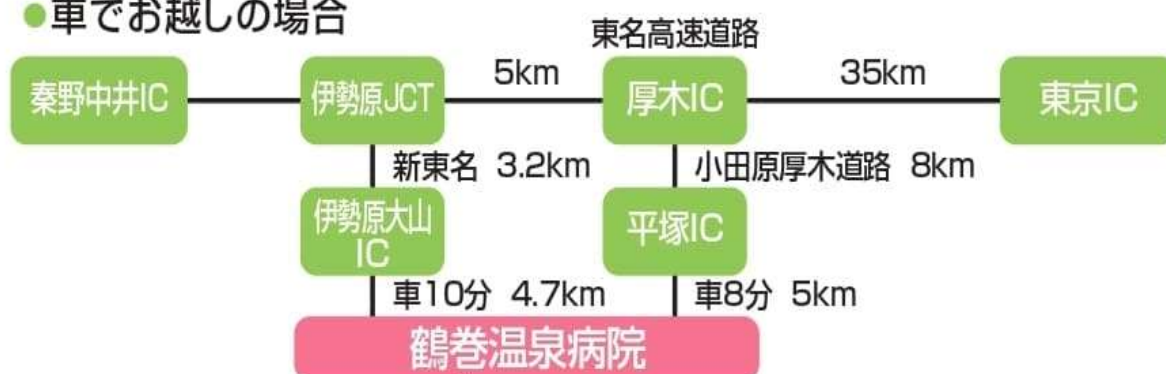 ●車でお越しの場合
東名高速道路
秦野中井IC
伊勢原JCT
5km
厚木IC
35km
東京IC
新東名 3.2km
小田原厚木道路 8km
伊勢原大山
IC
平塚IC
車10分 4.7km
車8分 5km
鶴巻温泉病院